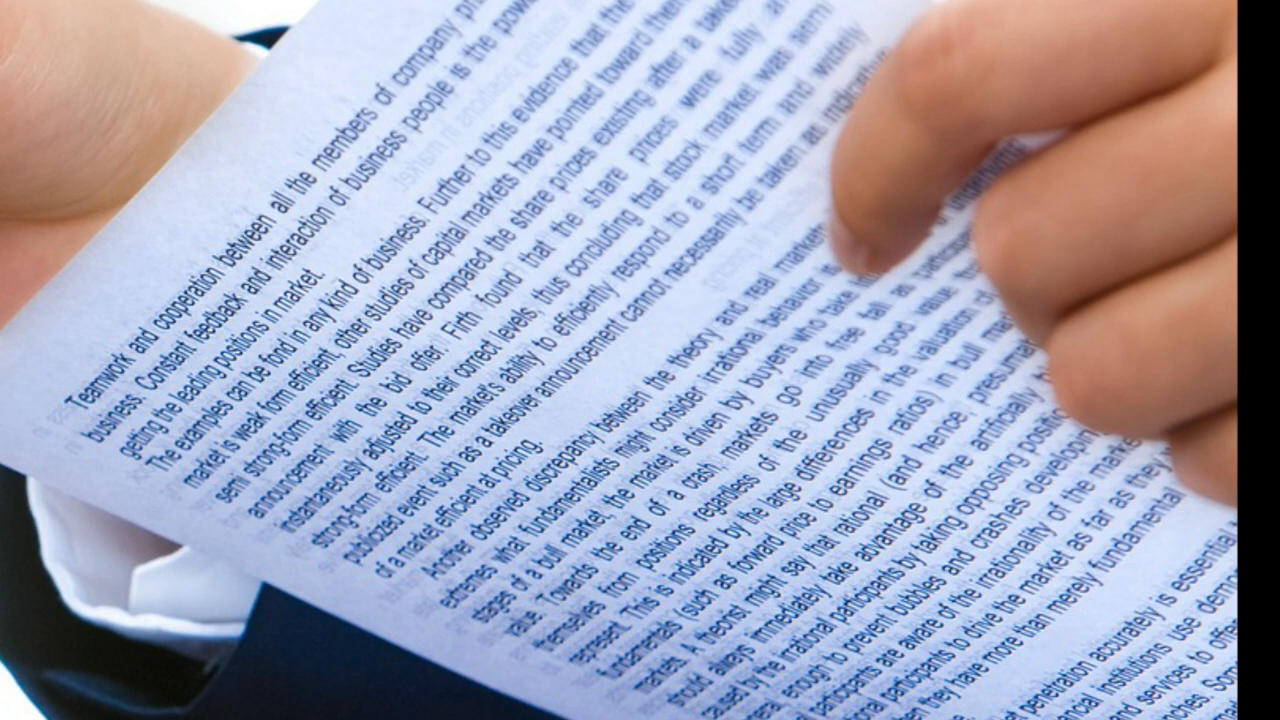 Teamwork and cooperation between all the members of company
business. Constant feedback and interaction of business people is the
getting the leading positions in market.
The examples can be fond in any kind of business. Further to this evidence that the
market is weak form efficient, other studies of capital markets have pointed toward
semi strong-form efficient. Studies have compared the share prices existing after a
announcement with the bid offer. Firth found that the share prices were fully
instantaneously adjusted to their correct levels, thus concluding that stock market was
strong-form efficient. The market's ability to efficiently respond to a short term and widely
publicized event such as a takeover announcement cannot necessarily be taken as indicative
of a market efficient at pricing.
observed discrepancy between the theory and real
extremes what fundamentalists might consider irrational behavior
stages of a bull market, the market is driven by buyers who take
value. Towards the end of a crash, markets go into free fall as
themselves from positions regardless of the unusually good value
represent. This is indicated by the large differences in the valuation
fundamentals (such as forward price to earnings ratios) in bull
markets. A theorist might say that rational (and hence,
should always immediately take advantage of the artificially
caused by the irrational participants by taking opposing
enough to prevent bubbles and crashes
participants are aware of the irrationality of the
participants to drive the market as far as they
they have more than merely fundamental
penetration accurately is essential
institutions use
and services to